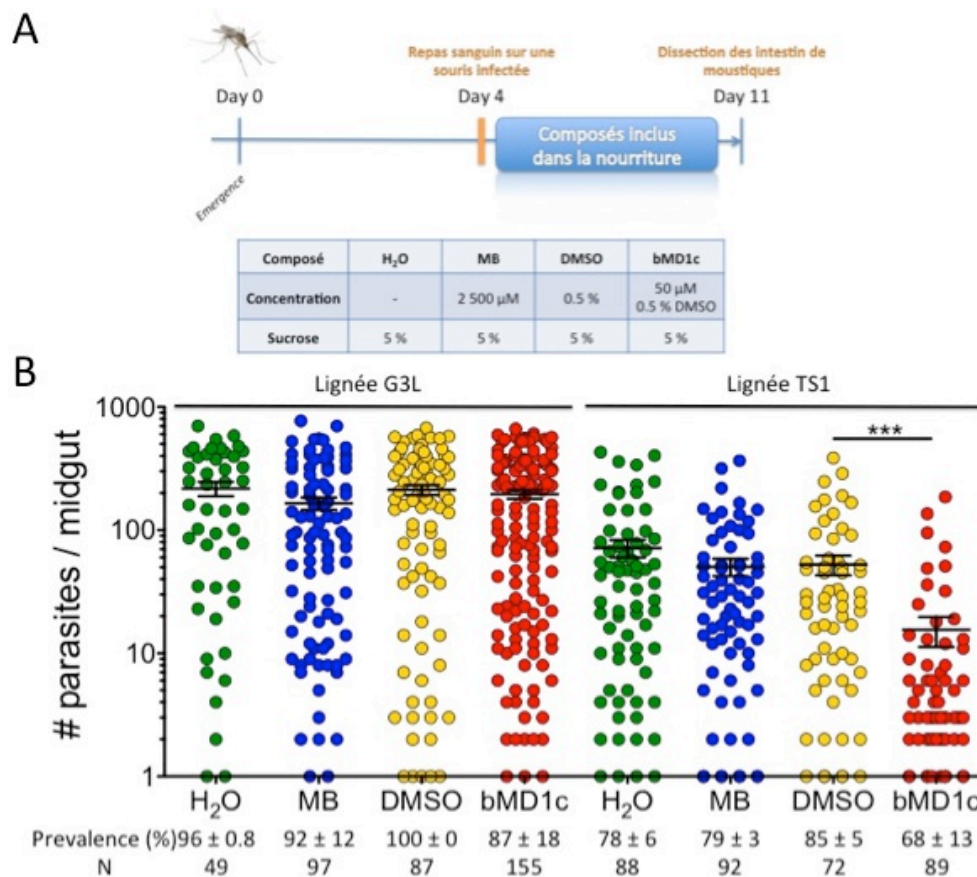 A
Repas sanguin sur une
souris infectée
Dissection des intestin de
moustiques
Day 0
Day 4
Day 11
Composés inclus
dans la nourriture
Emergence
Composé H₂O MB DMSO bMD1c
Concentration - 2 500 µM 0.5 % 50 µM
0.5 % DMSO
Sucrose 5 % 5 % 5 % 5 %
B
Lignée G3L Lignée TS1
# parasites / midgut
1000
100
10
1
***
H₂O MB DMSO bMD1c H₂O MB DMSO bMD1c
Prevalence (%) 96 ± 0.8 92 ± 12 100 ± 0 87 ± 18 78 ± 6 79 ± 3 85 ± 5 68 ± 13
N 49 97 87 155 88 92 72 89